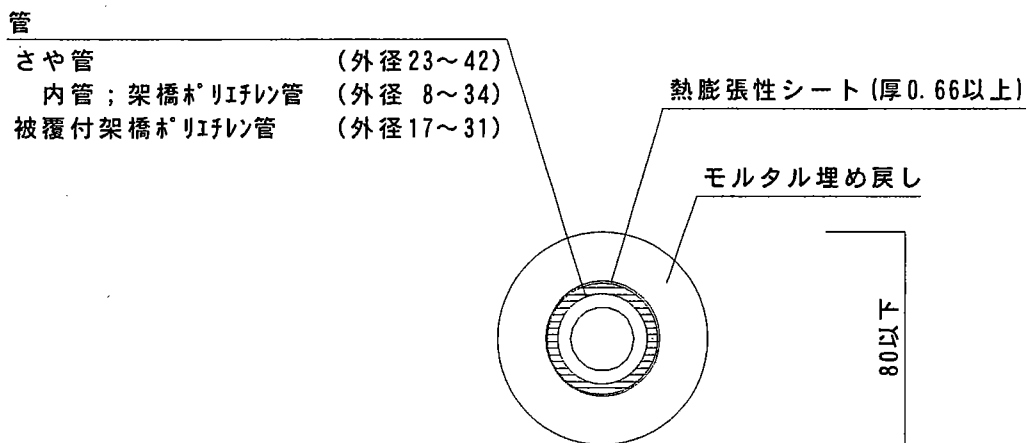 管
さや管 (外径23～42)
内管；架橋ﾎﾟﾘｴﾁﾚﾝ管 (外径 8～34)
被覆付架橋ﾎﾟﾘｴﾁﾚﾝ管 (外径17～31)
熱膨張性シート(厚0.66以上)
モルタル埋め戻し
80以下